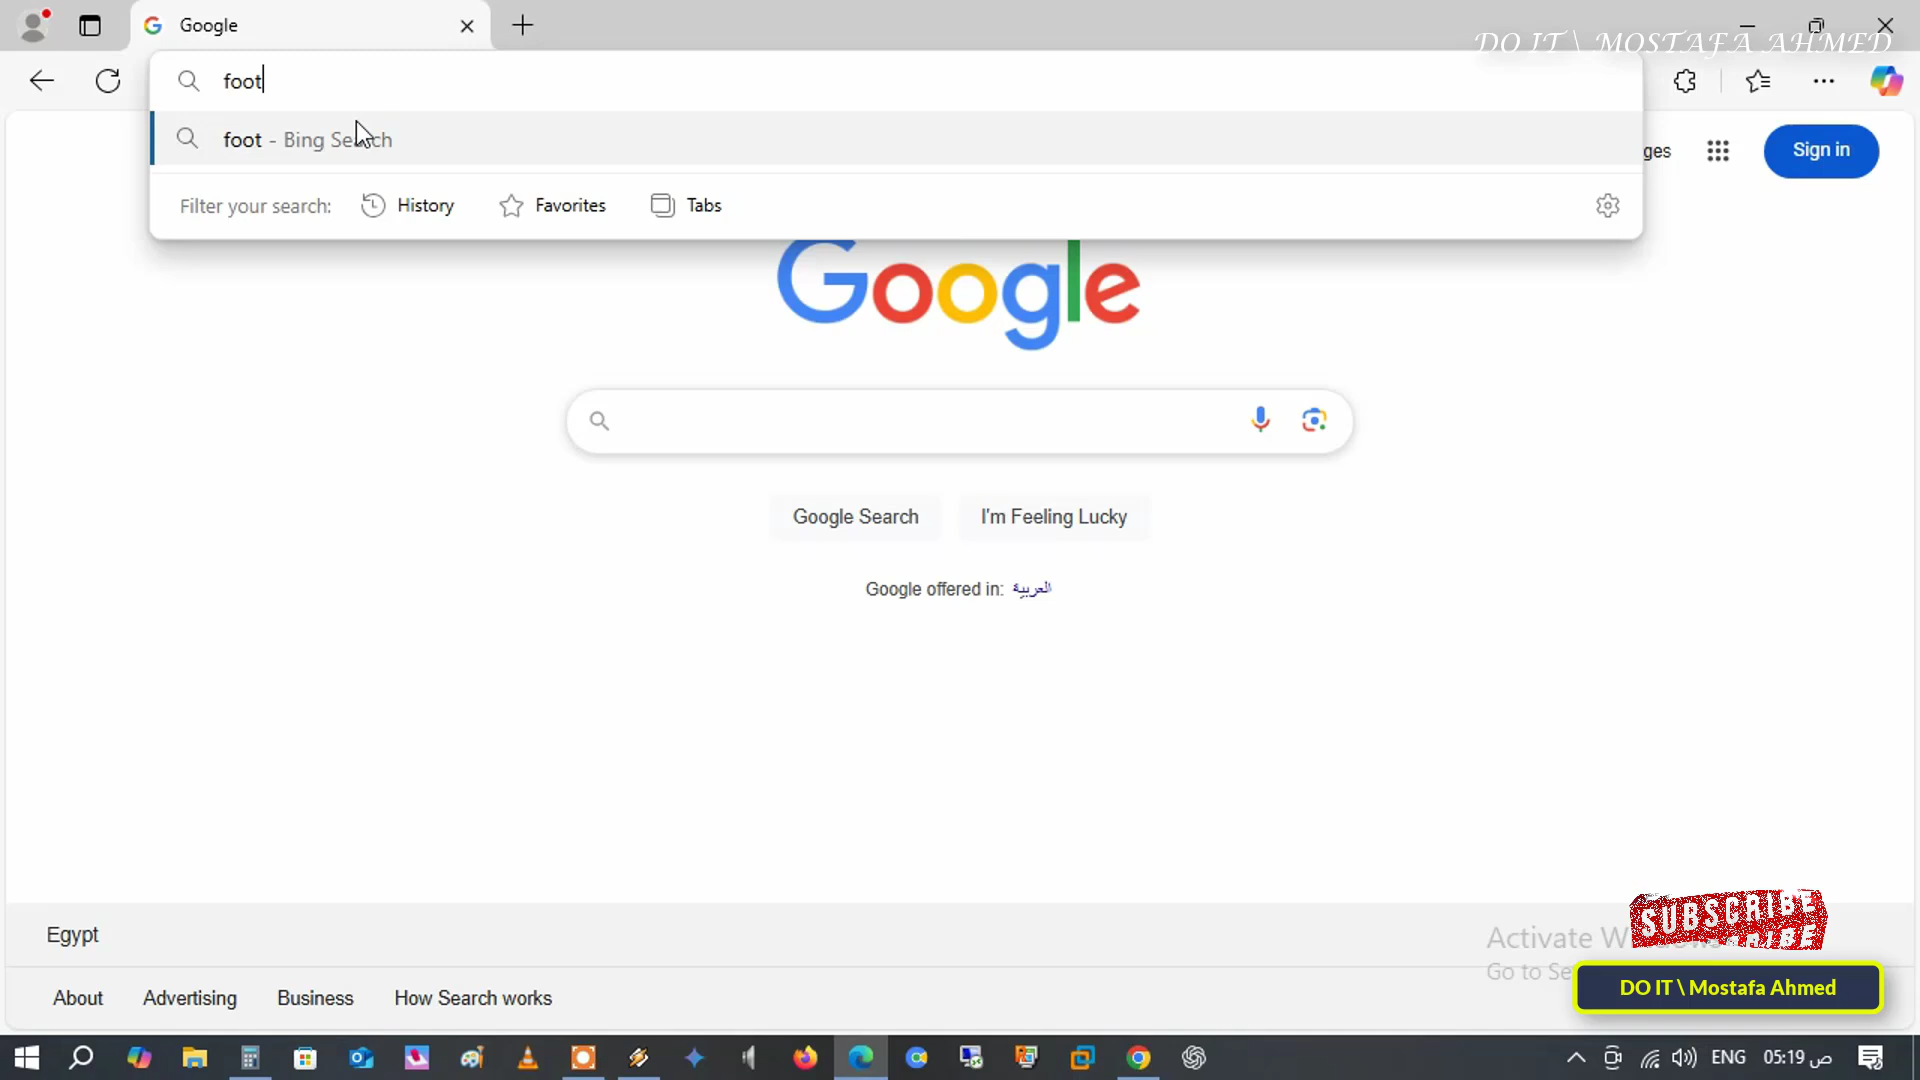 Google
DO IT \ MOSTAFA AHMED
foot
foot - Bing Search
Filter your search: History Favorites Tabs
Sign in
Google
Google Search I'm Feeling Lucky
Google offered in: العربية
Egypt
SUBSCRIBE
Activate W
Go to Se
DO IT \ Mostafa Ahmed
About Advertising Business How Search works
ENG 05:19 ص